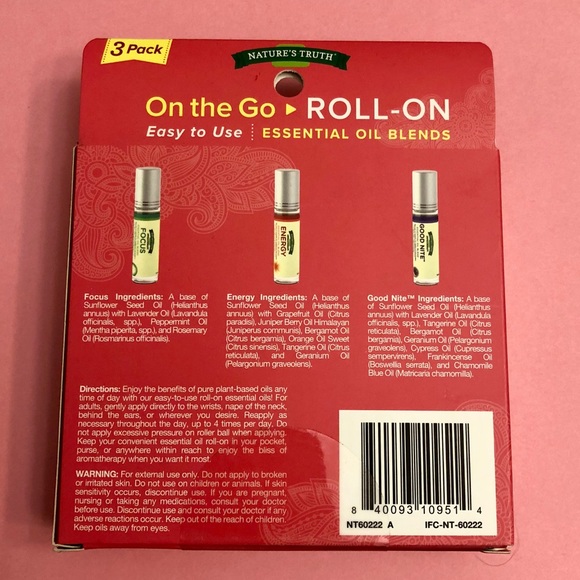 3 Pack
NATURE'S TRUTH
On the Go ▸ ROLL-ON
Easy to Use ESSENTIAL OIL BLENDS
FOCUS
ENERGY
GOOD NITE™
Focus Ingredients: A base of
Sunflower Seed Oil (Helianthus
annuus) with Lavender Oil (Lavandula
officinalis, spp.), Peppermint Oil
(Mentha piperita, spp.), and Rosemary
Oil (Rosmarinus officinalis).
Energy Ingredients: A base of
Sunflower Seed Oil (Helianthus
annuus) with Grapefruit Oil (Citrus
paradisi), Juniper Berry Oil Himalayan
(Juniperus communis), Bergamot Oil
(Citrus bergamia), Orange Oil Sweet
(Citrus sinensis), Tangerine Oil (Citrus
reticulata), and Geranium Oil
(Pelargonium graveolens).
Good Nite™ Ingredients: A base of
Sunflower Seed Oil (Helianthus
annuus) with Lavender Oil (Lavandula
officinalis, spp.), Tangerine Oil (Citrus
reticulata), Bergamot Oil (Citrus
bergamia), Geranium Oil (Pelargonium
graveolens), Cypress Oil (Cupressus
sempervirens), Frankincense Oil
(Boswellia serrata), and Chamomile
Blue Oil (Matricaria chamomilla).
Directions: Enjoy the benefits of pure plant-based oils any
time of day with our easy-to-use roll-on essential oils! For
adults, gently apply directly to the wrists, nape of the neck,
behind the ears, or wherever you desire. Reapply as
necessary throughout the day, up to 4 times per day. Do
not apply excessive pressure on roller ball when applying.
Keep your convenient essential oil roll-on in your pocket,
purse, or anywhere within reach to enjoy the bliss of
aromatherapy when you want it most.
WARNING: For external use only. Do not apply to broken
or irritated skin. Do not use on children or animals. If skin
sensitivity occurs, discontinue use. If you are pregnant,
nursing or taking any medications, consult your doctor
before use. Discontinue use and consult your doctor if any
adverse reactions occur. Keep out of the reach of children.
Keep oils away from eyes.
8 40093 10951 4
NT60222 A IFC-NT-60222